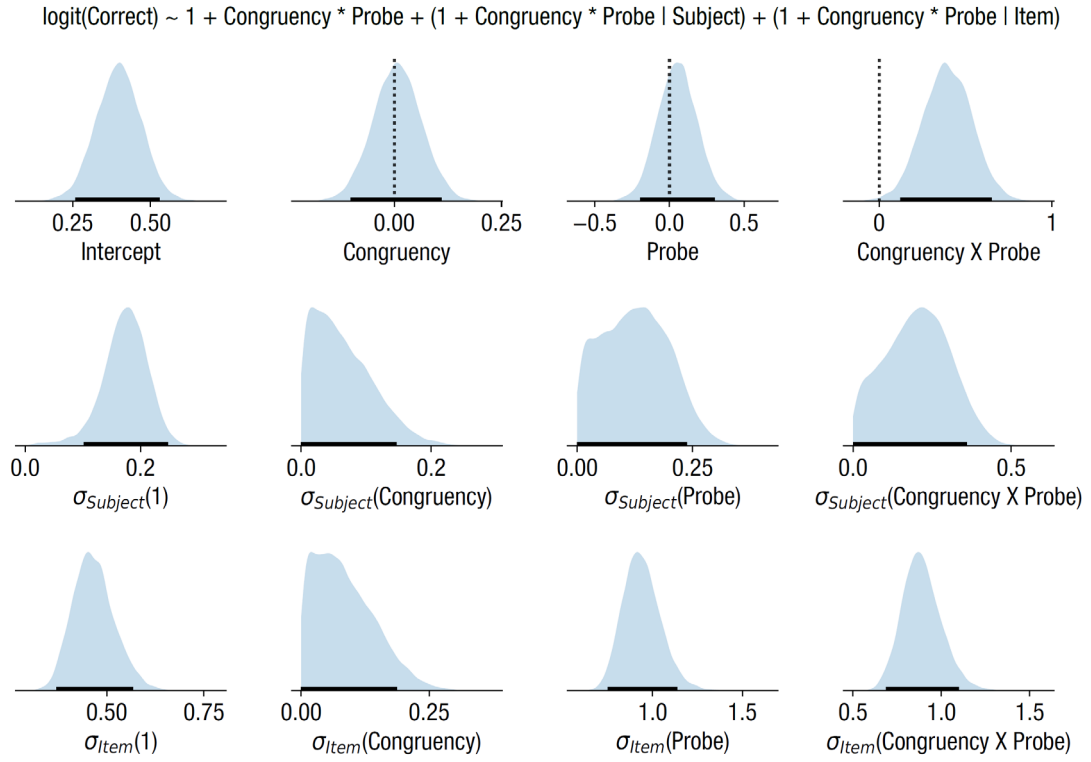 logit(Correct) ~ 1 + Congruency * Probe + (1 + Congruency * Probe | Subject) + (1 + Congruency * Probe | Item)
0.25 0.50
Intercept
0.00 0.25
Congruency
−0.5 0.0 0.5
Probe
0 1
Congruency X Probe
0.0 0.2
σSubject(1)
0.0 0.2
σSubject(Congruency)
0.00 0.25
σSubject(Probe)
0.0 0.5
σSubject(Congruency X Probe)
0.50 0.75
σItem(1)
0.00 0.25
σItem(Congruency)
1.0 1.5
σItem(Probe)
0.5 1.0 1.5
σItem(Congruency X Probe)